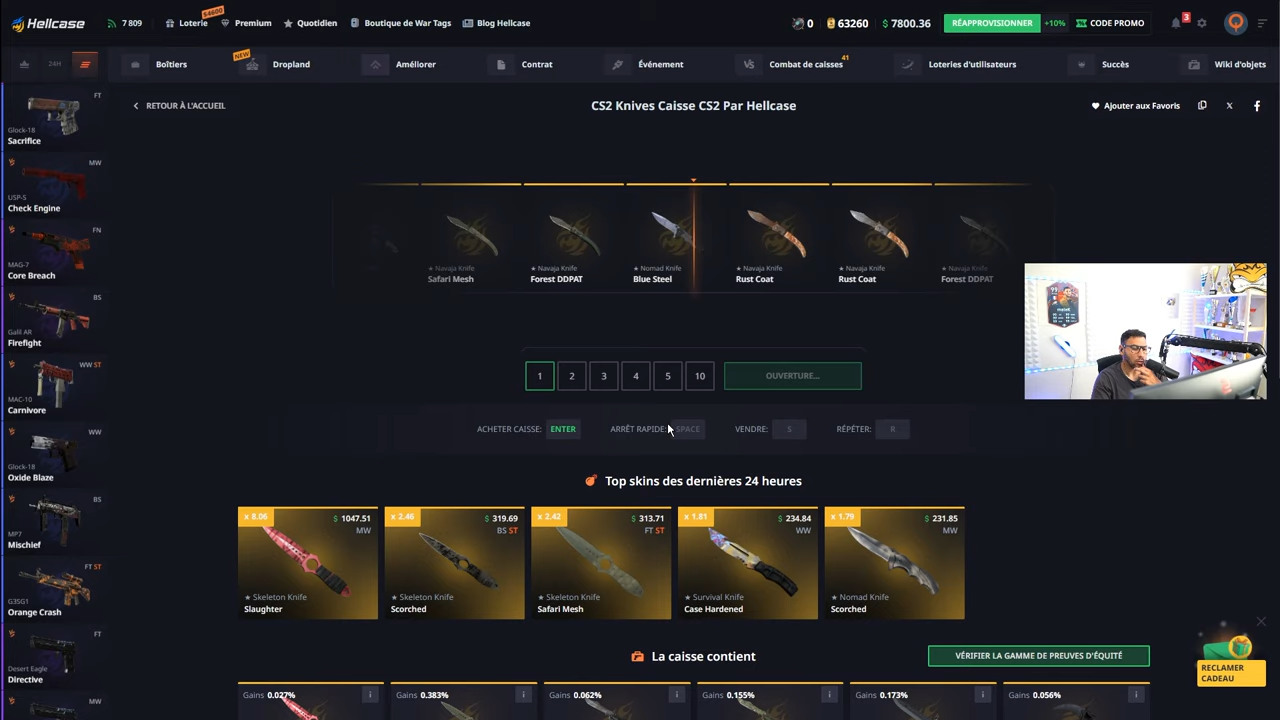 Hellcase
7 809
Loterie
$4600
Premium
Quotidien
Boutique de War Tags
Blog Hellcase
0
63260
$ 7800.36
RÉAPPROVISIONNER
+10%
CODE PROMO
3
24H
Boîtiers
NEW
Dropland
Améliorer
Contrat
Événement
VS
Combat de caisses
41
Loteries d'utilisateurs
Succès
Wiki d'objets
RETOUR À L'ACCUEIL
CS2 Knives Caisse CS2 Par Hellcase
Ajouter aux Favoris
FT
Glock-18
Sacrifice
MW
USP-S
Check Engine
FN
MAG-7
Core Breach
BS
Galil AR
Firefight
WW ST
MAC-10
Carnivore
WW
Glock-18
Oxide Blaze
BS
MP7
Mischief
FT ST
G3SG1
Orange Crash
FT
Desert Eagle
Directive
MW
★ Navaja Knife
Safari Mesh
★ Navaja Knife
Forest DDPAT
★ Nomad Knife
Blue Steel
★ Navaja Knife
Rust Coat
★ Navaja Knife
Rust Coat
★ Navaja Knife
Forest DDPAT
1 2 3 4 5 10
OUVERTURE...
ACHETER CAISSE: ENTER
ARRÊT RAPIDE: SPACE
VENDRE: S
RÉPÉTER: R
Top skins des dernières 24 heures
x 8.06
$ 1047.51
MW
★ Skeleton Knife
Slaughter
x 2.46
$ 319.69
BS ST
★ Skeleton Knife
Scorched
x 2.42
$ 313.71
FT ST
★ Skeleton Knife
Safari Mesh
x 1.81
$ 234.84
WW
★ Survival Knife
Case Hardened
x 1.79
$ 231.85
MW
★ Nomad Knife
Scorched
La caisse contient
VÉRIFIER LA GAMME DE PREUVES D'ÉQUITÉ
Gains 0.027%
Gains 0.383%
Gains 0.062%
Gains 0.155%
Gains 0.173%
Gains 0.056%
RECLAMER
CADEAU